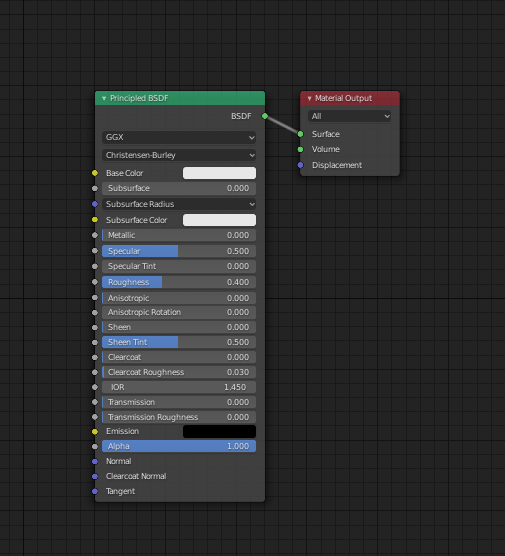 Principled BSDF
BSDF
GGX
Christensen-Burley
Base Color
Subsurface 0.000
Subsurface Radius
Subsurface Color
Metallic 0.000
Specular 0.500
Specular Tint 0.000
Roughness 0.400
Anisotropic 0.000
Anisotropic Rotation 0.000
Sheen 0.000
Sheen Tint 0.500
Clearcoat 0.000
Clearcoat Roughness 0.030
IOR 1.450
Transmission 0.000
Transmission Roughness 0.000
Emission
Alpha 1.000
Normal
Clearcoat Normal
Tangent
Material Output
All
Surface
Volume
Displacement